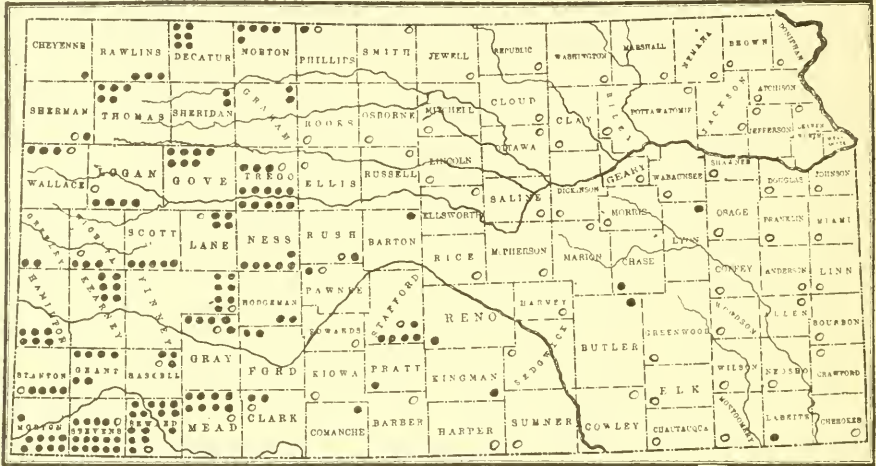 CHEYENNE RAWLINS DECATUR NORTON PHILLIPS SMITH JEWELL REPUBLIC WASHINGTON MARSHALL NEMAHA BROWN DONIPHAN
SHERMAN THOMAS SHERIDAN GRAHAM ROOKS OSBORNE MITCHELL CLOUD CLAY RILEY POTTAWATOMIE JACKSON ATCHISON
JEFFERSON
WALLACE LOGAN GOVE TREGO ELLIS RUSSELL LINCOLN OTTAWA SALINE DICKINSON GEARY WABAUNSEE SHAWNEE DOUGLAS JOHNSON
GREELEY SCOTT LANE NESS RUSH BARTON ELLSWORTH MORRIS OSAGE FRANKLIN MIAMI
RICE McPHERSON MARION CHASE LYON COFFEY ANDERSON LINN
HAMILTON KEARNEY FINNEY HODGEMAN PAWNEE STAFFORD RENO HARVEY BUTLER GREENWOOD WOODSON ALLEN BOURBON
STANTON GRANT HASKELL GRAY FORD EDWARDS KIOWA PRATT KINGMAN SEDGWICK ELK WILSON NEOSHO CRAWFORD
MORTON STEVENS SEWARD MEAD CLARK COMANCHE BARBER HARPER SUMNER COWLEY CHAUTAUQUA MONTGOMERY LABETTE CHEROKEE